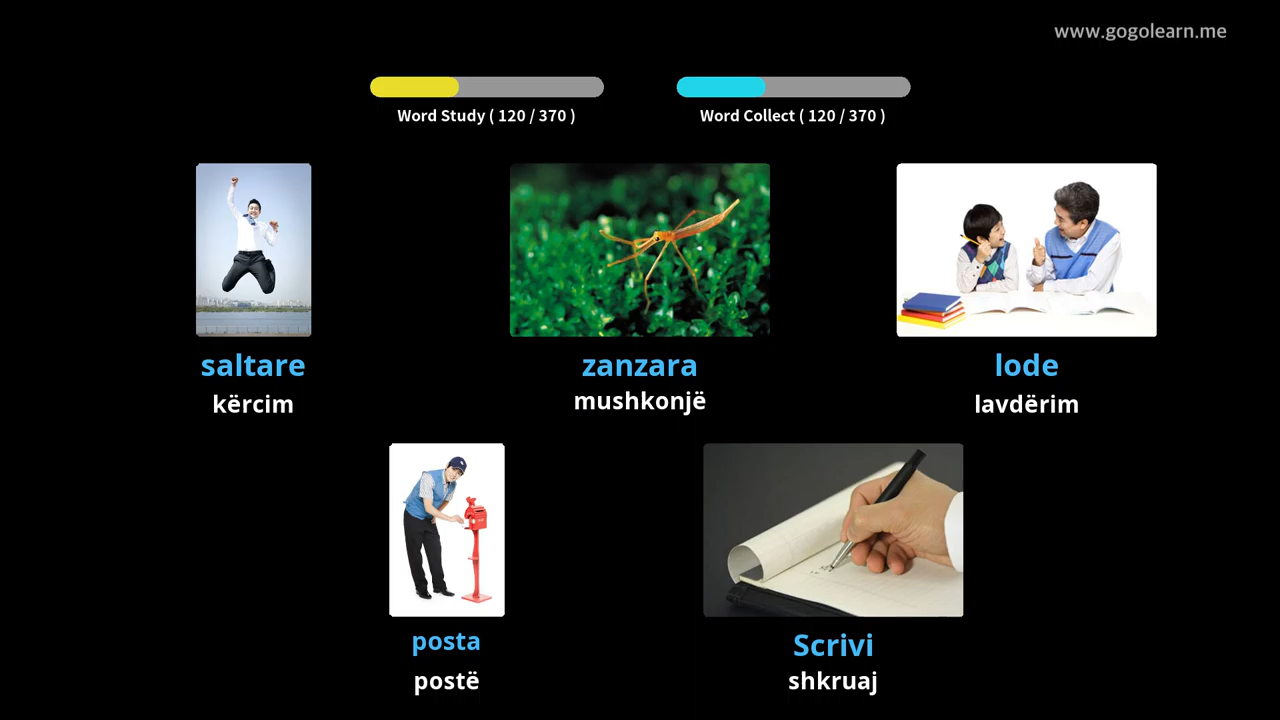 www.gogolearn.me
Word Study ( 120 / 370 )
Word Collect ( 120 / 370 )
saltare
kërcim
zanzara
mushkonjë
lode
lavdërim
posta
postë
Scrivi
shkruaj